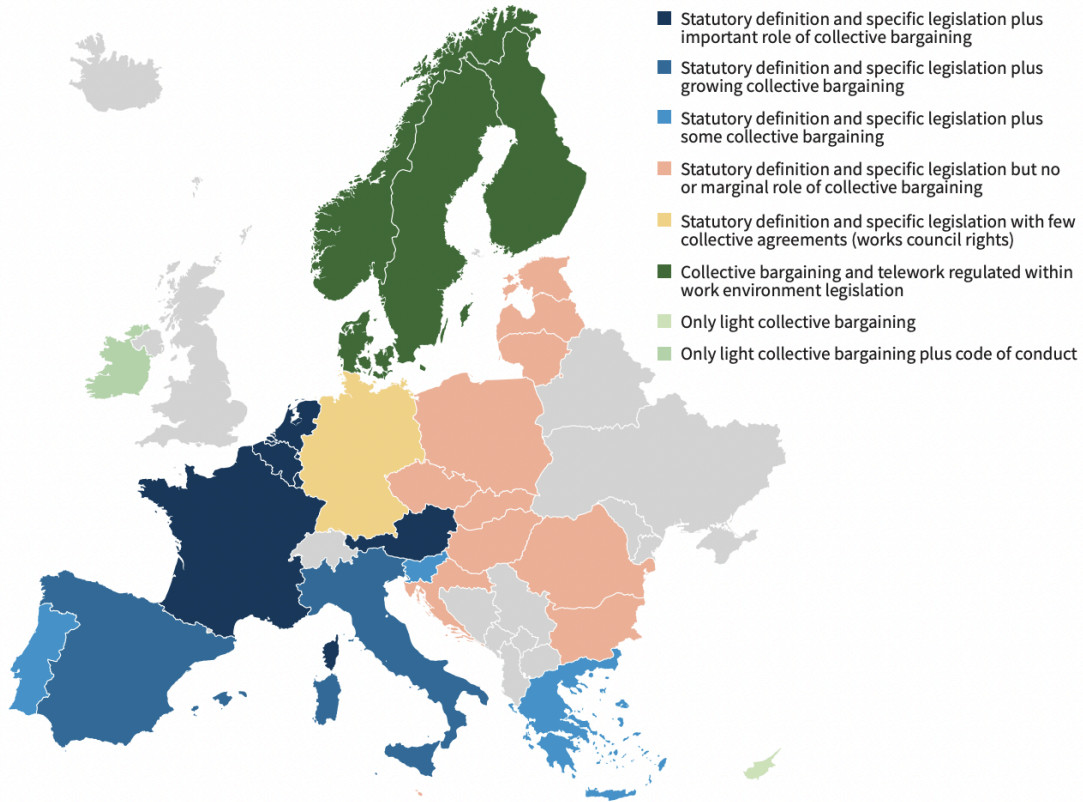 Statutory definition and specific legislation plus
important role of collective bargaining
Statutory definition and specific legislation plus
growing collective bargaining
Statutory definition and specific legislation plus
some collective bargaining
Statutory definition and specific legislation but no
or marginal role of collective bargaining
Statutory definition and specific legislation with few
collective agreements (works council rights)
Collective bargaining and telework regulated within
work environment legislation
Only light collective bargaining
Only light collective bargaining plus code of conduct